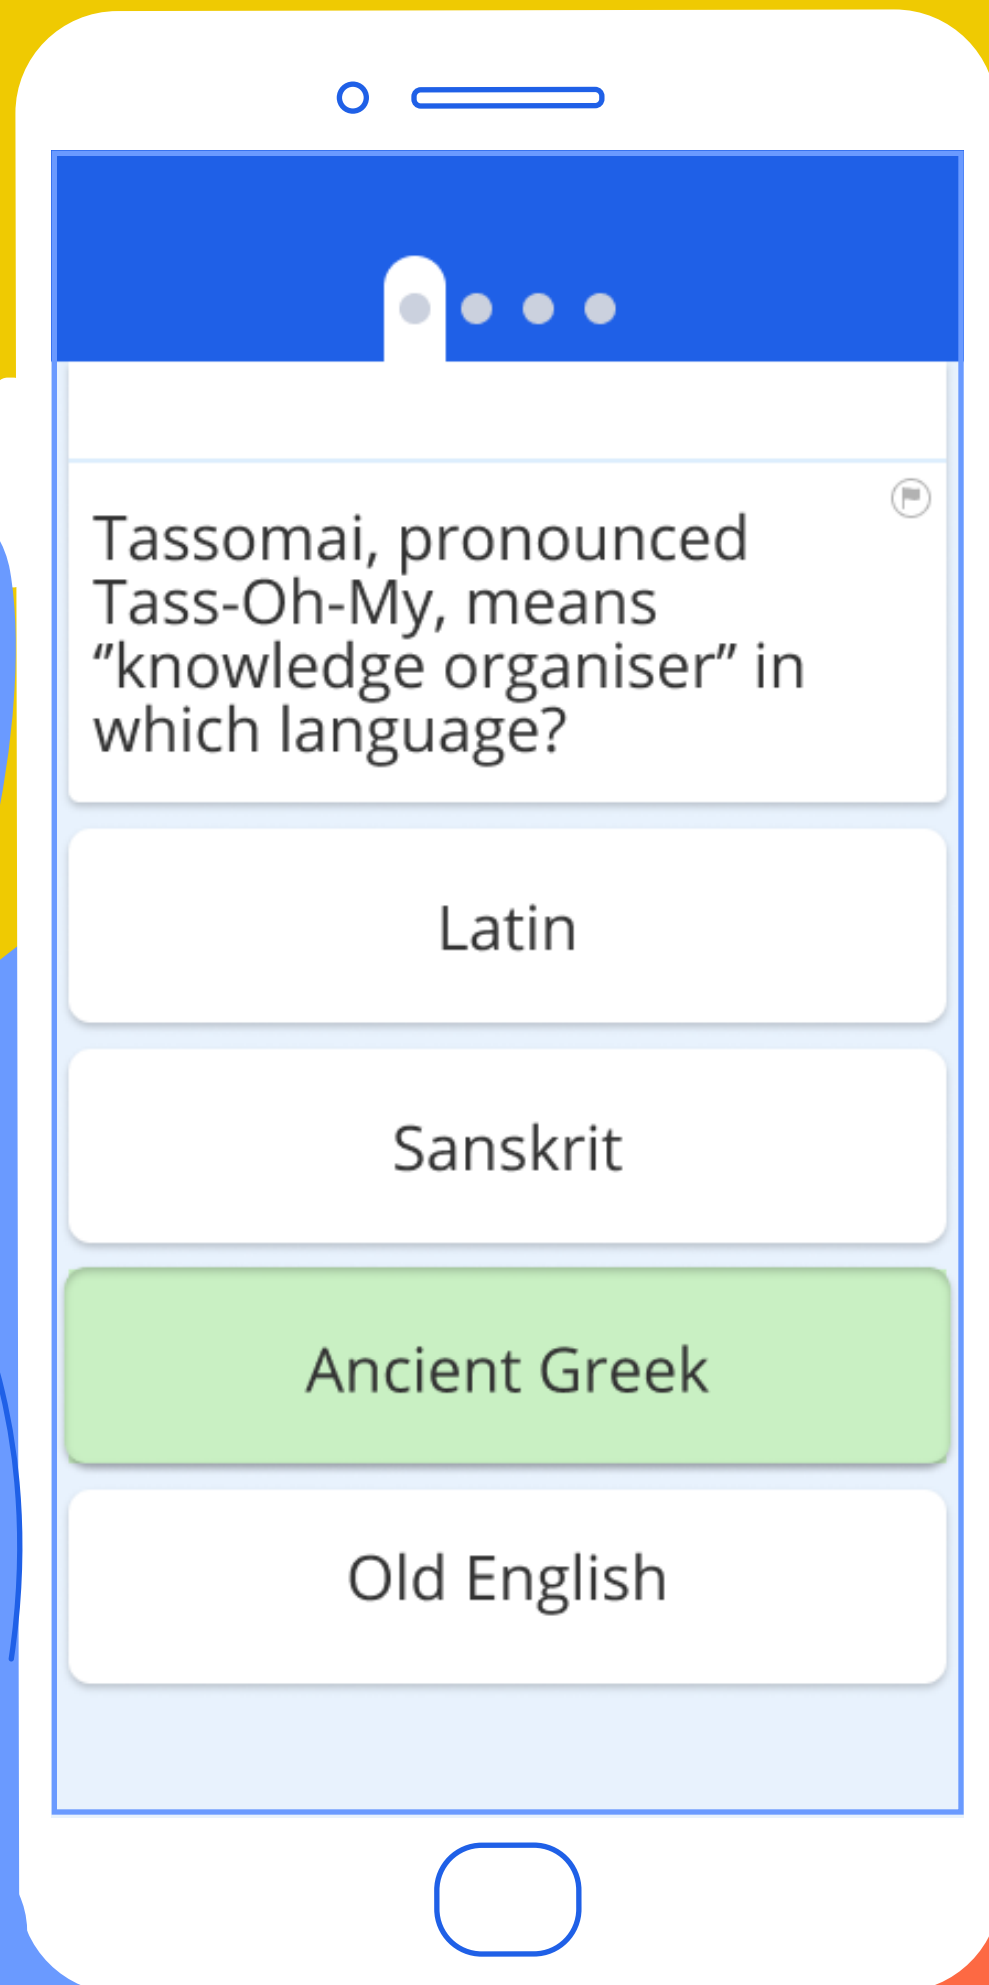 Tassomai, pronounced
Tass-Oh-My, means
“knowledge organiser” in
which language?
Latin
Sanskrit
Ancient Greek
Old English